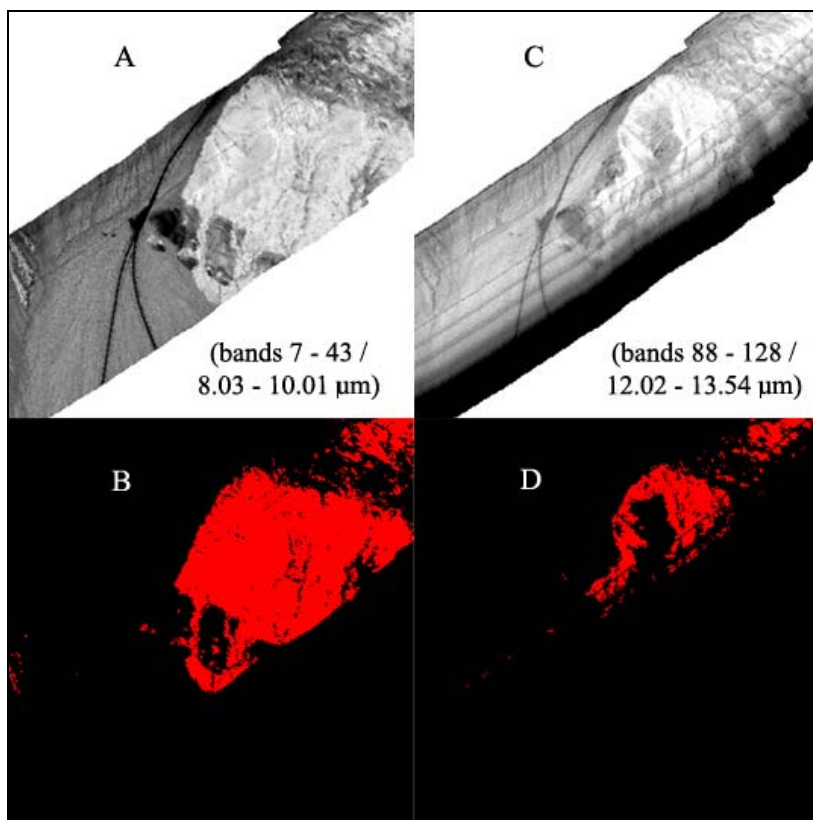 A
(bands 7 - 43 /
8.03 - 10.01 µm)
C
(bands 88 - 128 /
12.02 - 13.54 µm)
B
D